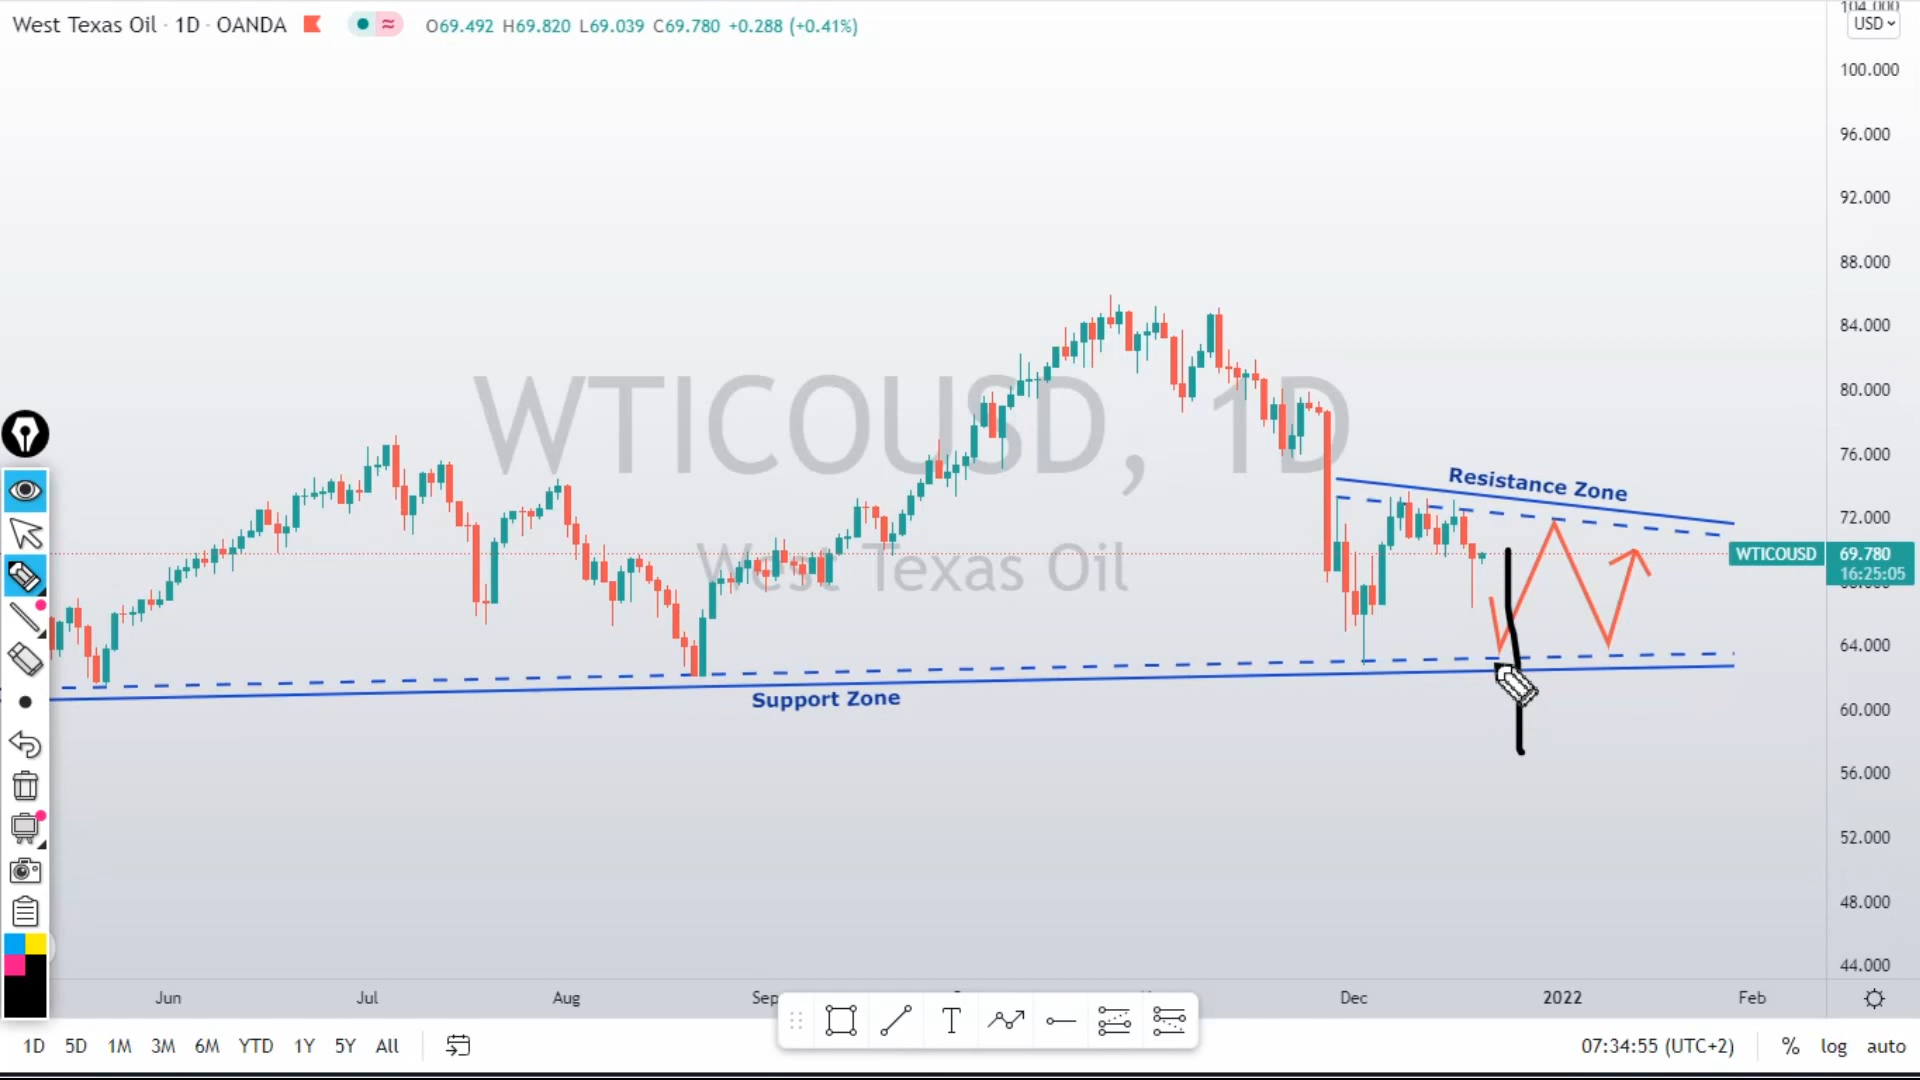 West Texas Oil · 1D · OANDA
≈
O69.492 H69.820 L69.039 C69.780 +0.288 (+0.41%)
104.000
USD
100.000
96.000
92.000
88.000
84.000
80.000
76.000
72.000
64.000
60.000
56.000
52.000
48.000
44.000
WTICOUSD, 1D
West Texas Oil
Resistance Zone
Support Zone
WTICOUSD 69.780
16:25:05
Jun Jul Aug Sep Dec 2022 Feb
T
1D 5D 1M 3M 6M YTD 1Y 5Y All
07:34:55 (UTC+2) % log auto